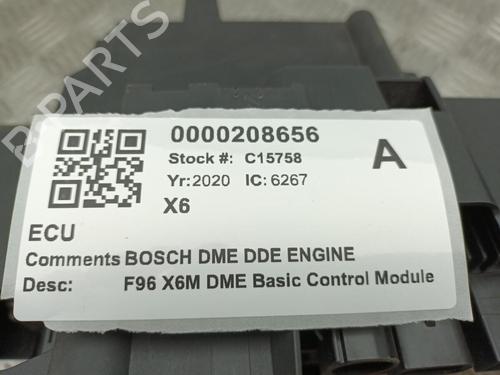 0000208656
Stock #: C15758
A
Yr: 2020 IC: 6267
X6
ECU
Comments BOSCH DME DDE ENGINE
Desc: F96 X6M DME Basic Control Module